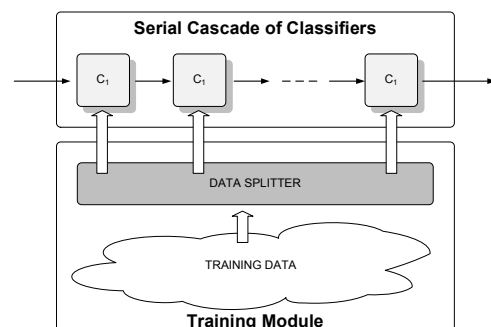 Serial Cascade of Classifiers
C₁ C₁ C₁
DATA SPLITTER
TRAINING DATA
Training Module